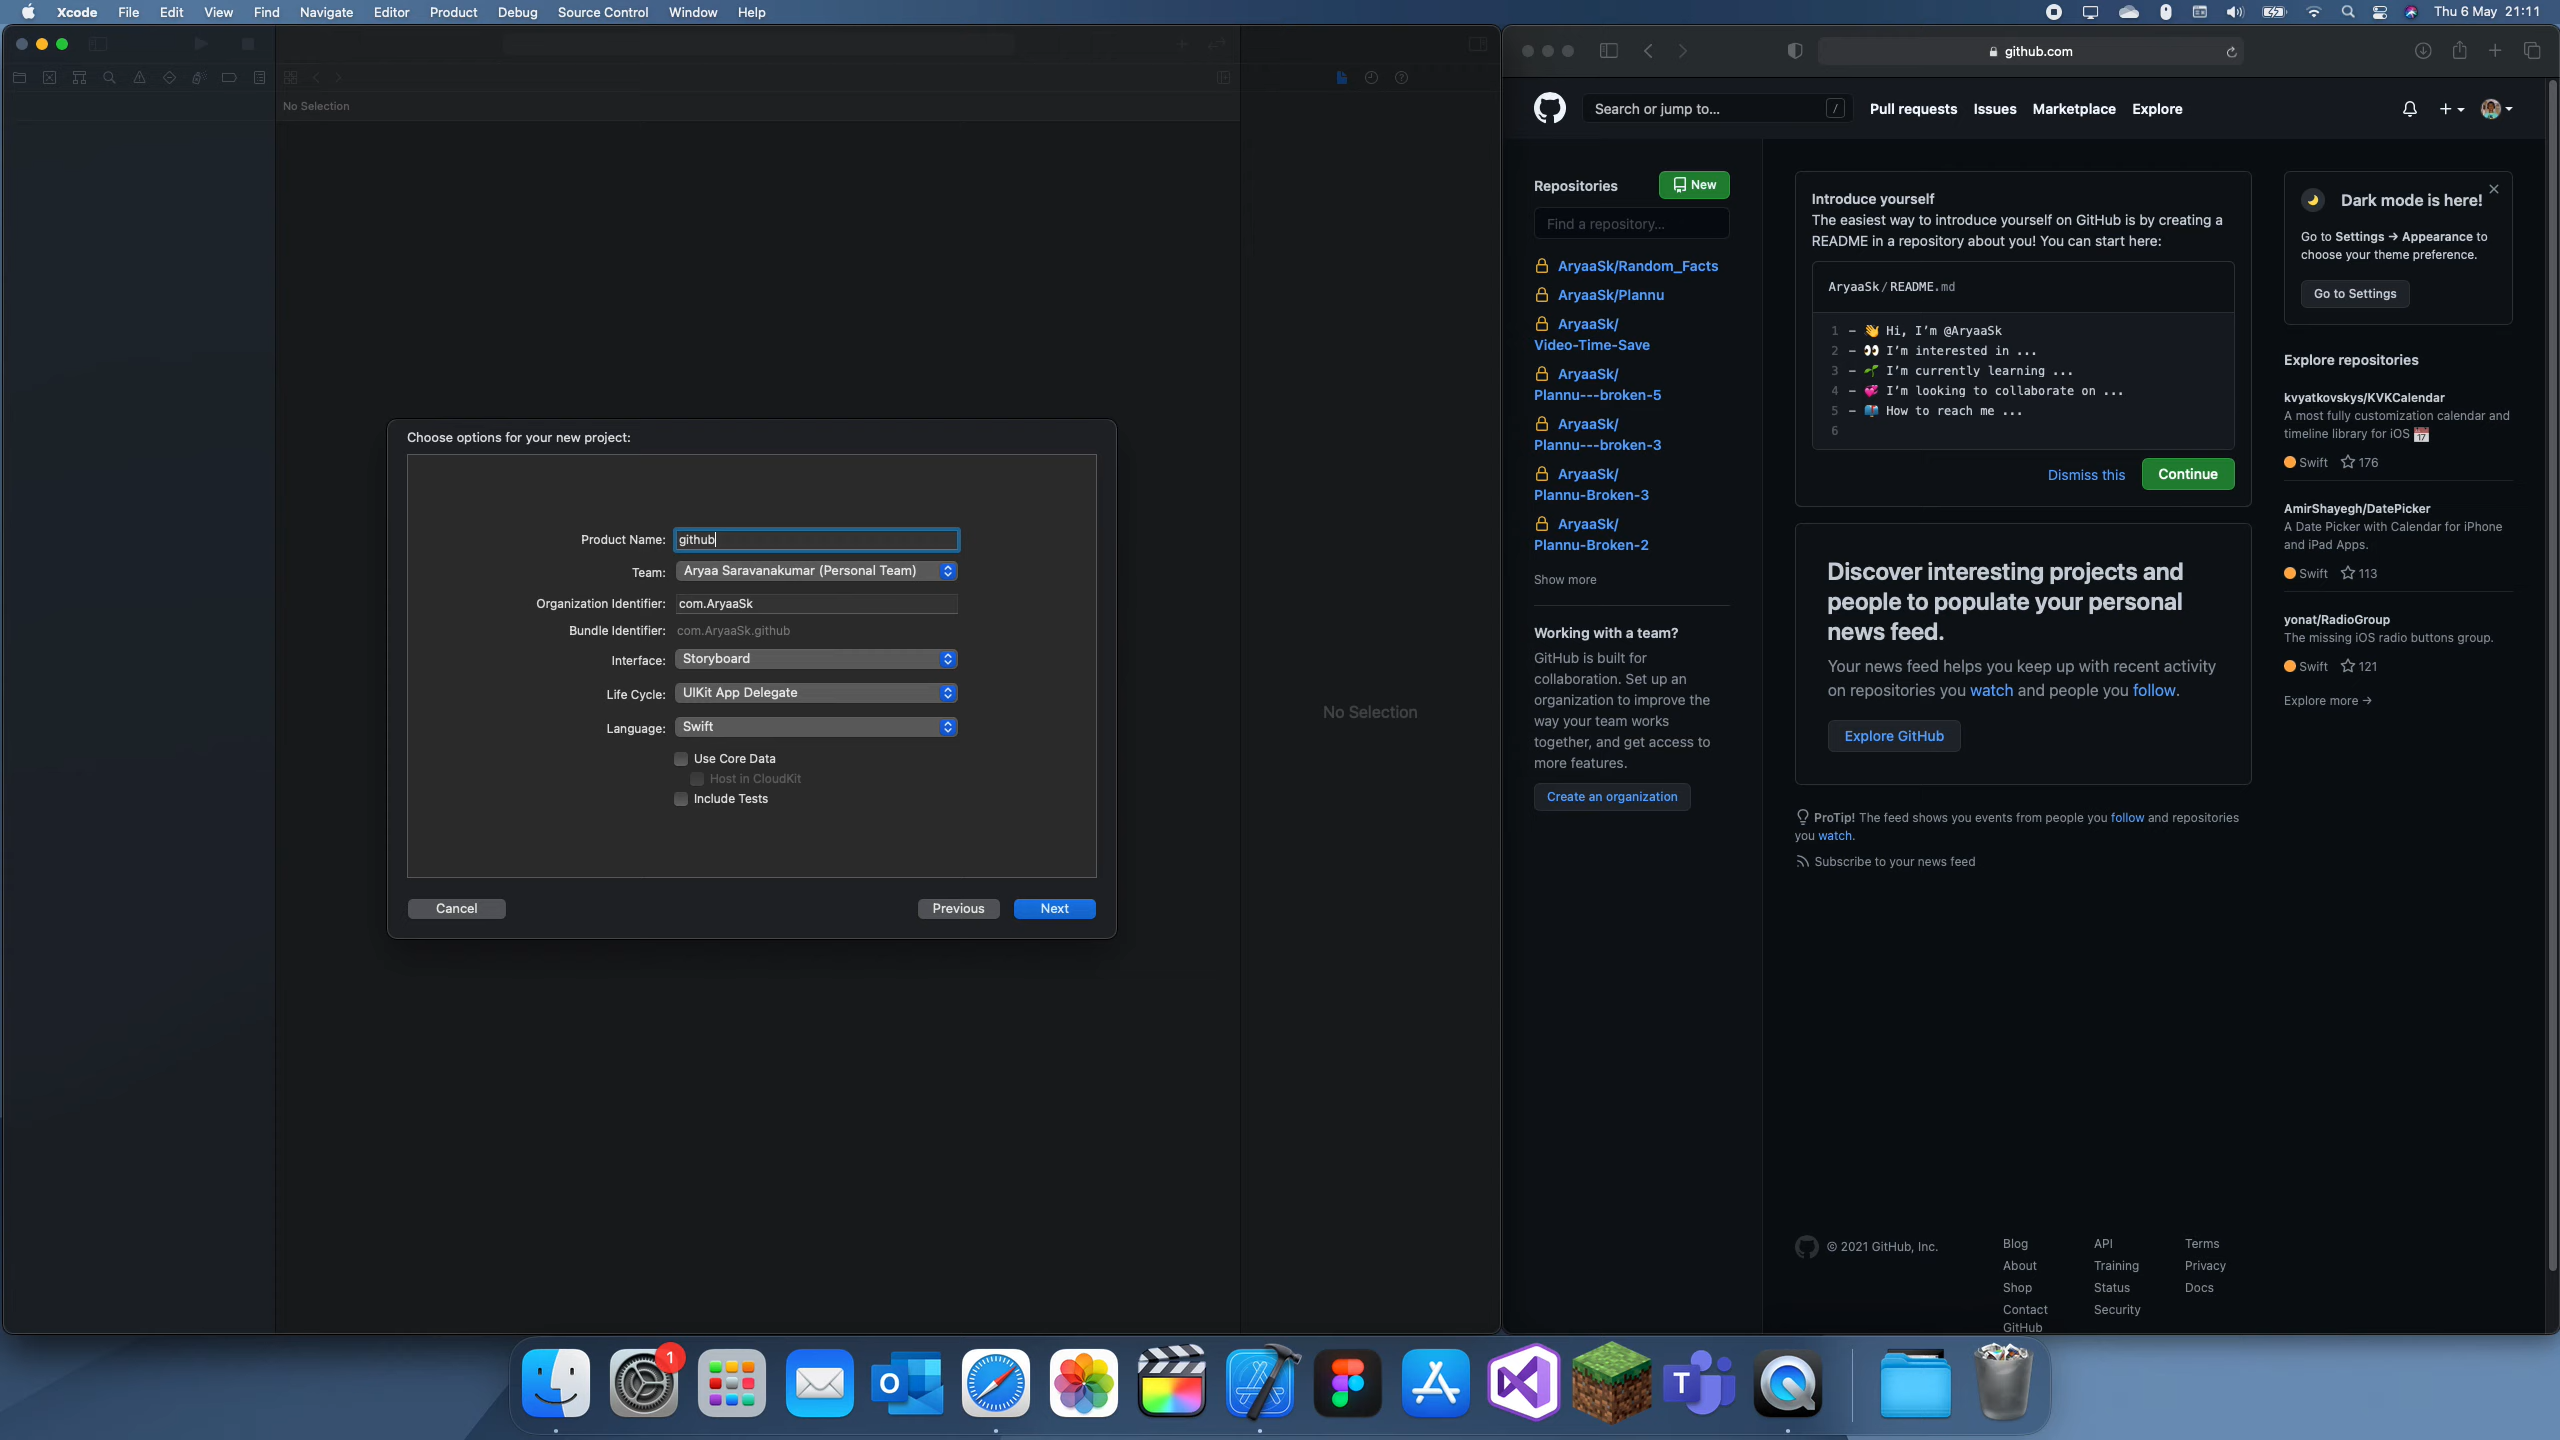 Xcode File Edit View Find Navigate Editor Product Debug Source Control Window Help
Thu 6 May 21:11
No Selection
Choose options for your new project:
Product Name: github
Team: Aryaa Saravanakumar (Personal Team)
Organization Identifier: com.AryaaSk
Bundle Identifier: com.AryaaSk.github
Interface: Storyboard
Life Cycle: UIKit App Delegate
Language: Swift
Use Core Data
Host in CloudKit
Include Tests
Cancel
Previous
Next
No Selection
github.com
Search or jump to... /
Pull requests Issues Marketplace Explore
Repositories
New
Find a repository...
AryaaSk/Random_Facts
AryaaSk/Plannu
AryaaSk/
Video-Time-Save
AryaaSk/
Plannu---broken-5
AryaaSk/
Plannu---broken-3
AryaaSk/
Plannu-Broken-3
AryaaSk/
Plannu-Broken-2
Show more
Working with a team?
GitHub is built for
collaboration. Set up an
organization to improve the
way your team works
together, and get access to
more features.
Create an organization
Introduce yourself
The easiest way to introduce yourself on GitHub is by creating a
README in a repository about you! You can start here:
AryaaSk/README.md
1 – 👋 Hi, I’m @AryaaSk
2 – 👀 I’m interested in ...
3 – 🌱 I’m currently learning ...
4 – 💞️ I’m looking to collaborate on ...
5 – 📫 How to reach me ...
6
Dismiss this
Continue
Discover interesting projects and
people to populate your personal
news feed.
Your news feed helps you keep up with recent activity
on repositories you watch and people you follow.
Explore GitHub
ProTip! The feed shows you events from people you follow and repositories
you watch.
Subscribe to your news feed
© 2021 GitHub, Inc.
Blog
About
Shop
Contact
GitHub
API
Training
Status
Security
Terms
Privacy
Docs
Dark mode is here!
Go to Settings → Appearance to
choose your theme preference.
Go to Settings
Explore repositories
kvyatkovskys/KVKCalendar
A most fully customization calendar and
timeline library for iOS 📅
Swift 176
AmirShayegh/DatePicker
A Date Picker with Calendar for iPhone
and iPad Apps.
Swift 113
yonat/RadioGroup
The missing iOS radio buttons group.
Swift 121
Explore more →
1